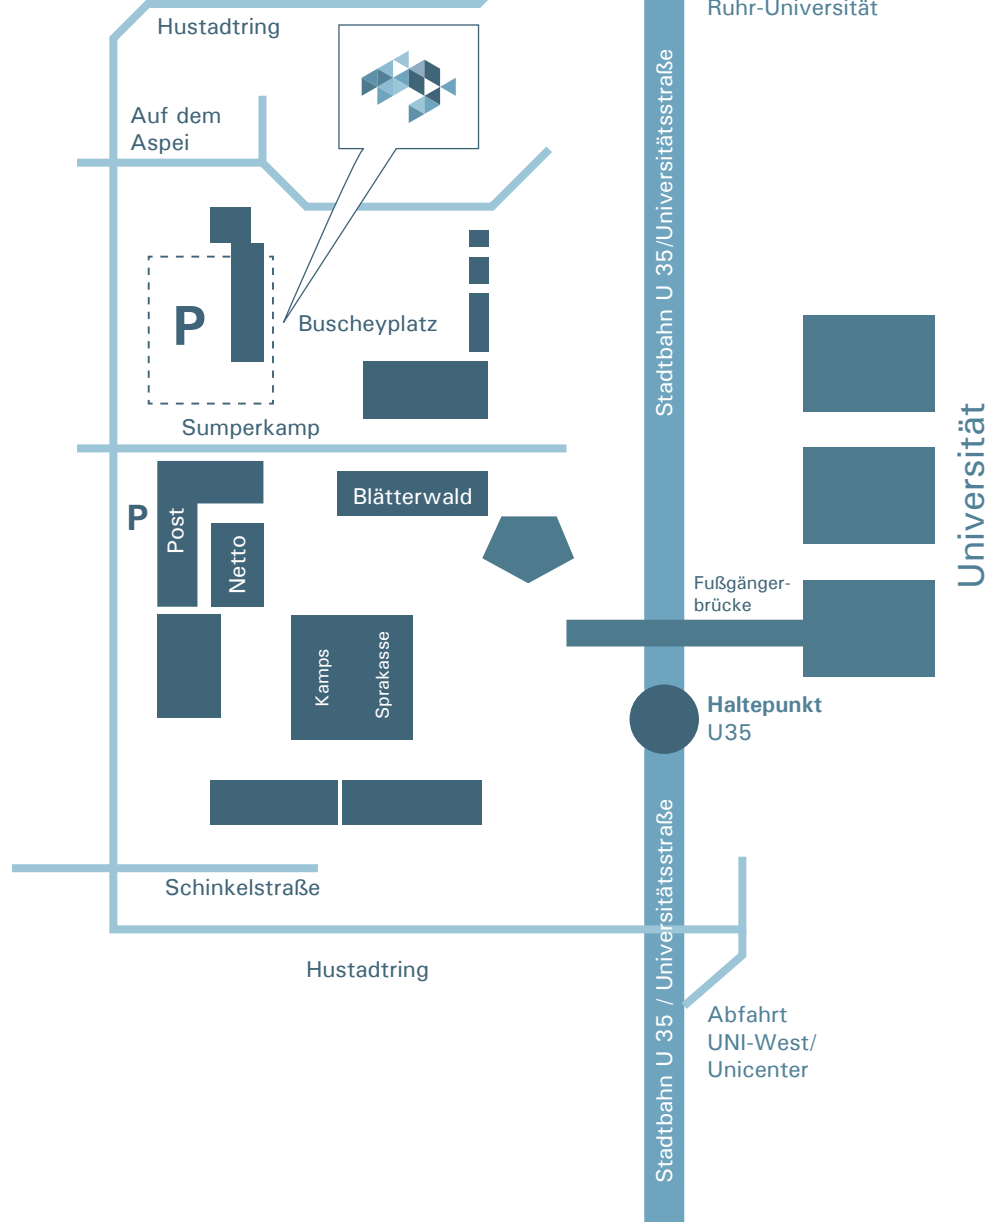 Ruhr-Universität
Hustadtring
Auf dem
Aspei
Stadtbahn U 35/Universitätsstraße
P
Buscheyplatz
Sumperkamp
Universität
Blätterwald
P
Post
Netto
Fußgänger-
brücke
Kamps
Sprakasse
Haltepunkt
U35
Schinkelstraße
Stadtbahn U 35 / Universitätsstraße
Hustadtring
Abfahrt
UNI-West/
Unicenter